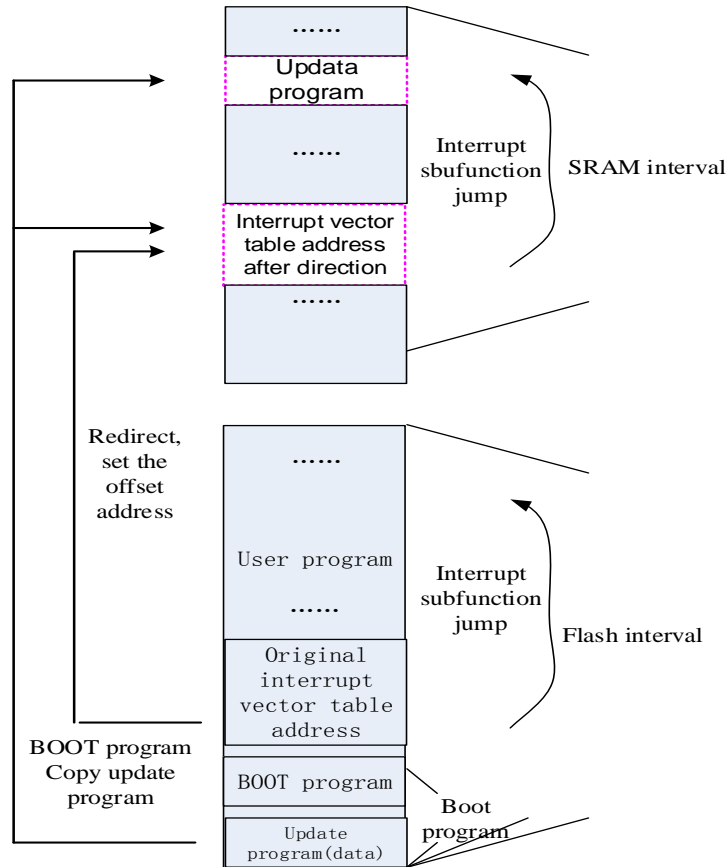 ……
Updata
program
……
Interrupt
sbufunction
jump
SRAM interval
Interrupt vector
table address
after direction
……
Redirect,
set the
offset
address
……
User program
……
Interrupt
subfunction
jump
Flash interval
Original
interrupt
vector table
address
BOOT program
Copy update
program
BOOT program
Boot
program
Update
program(data)